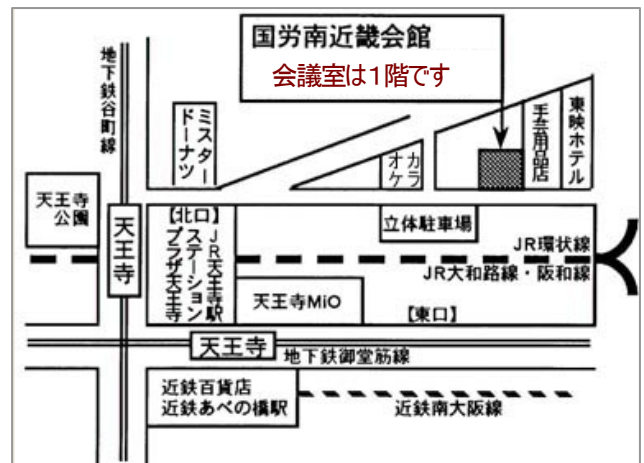 国労南近畿会館
会議室は1階です
地下鉄谷町線
ミスター
ドーナツ
カラ
オケ
手芸用品店
東映ホテル
天王寺
公園
天王寺
【北口】
JR天王寺駅
ステーション
プラザ天王寺
立体駐車場
JR環状線
JR大和路線・阪和線
天王寺MiO
【東口】
天王寺
地下鉄御堂筋線
近鉄百貨店
近鉄あべの橋駅
近鉄南大阪線